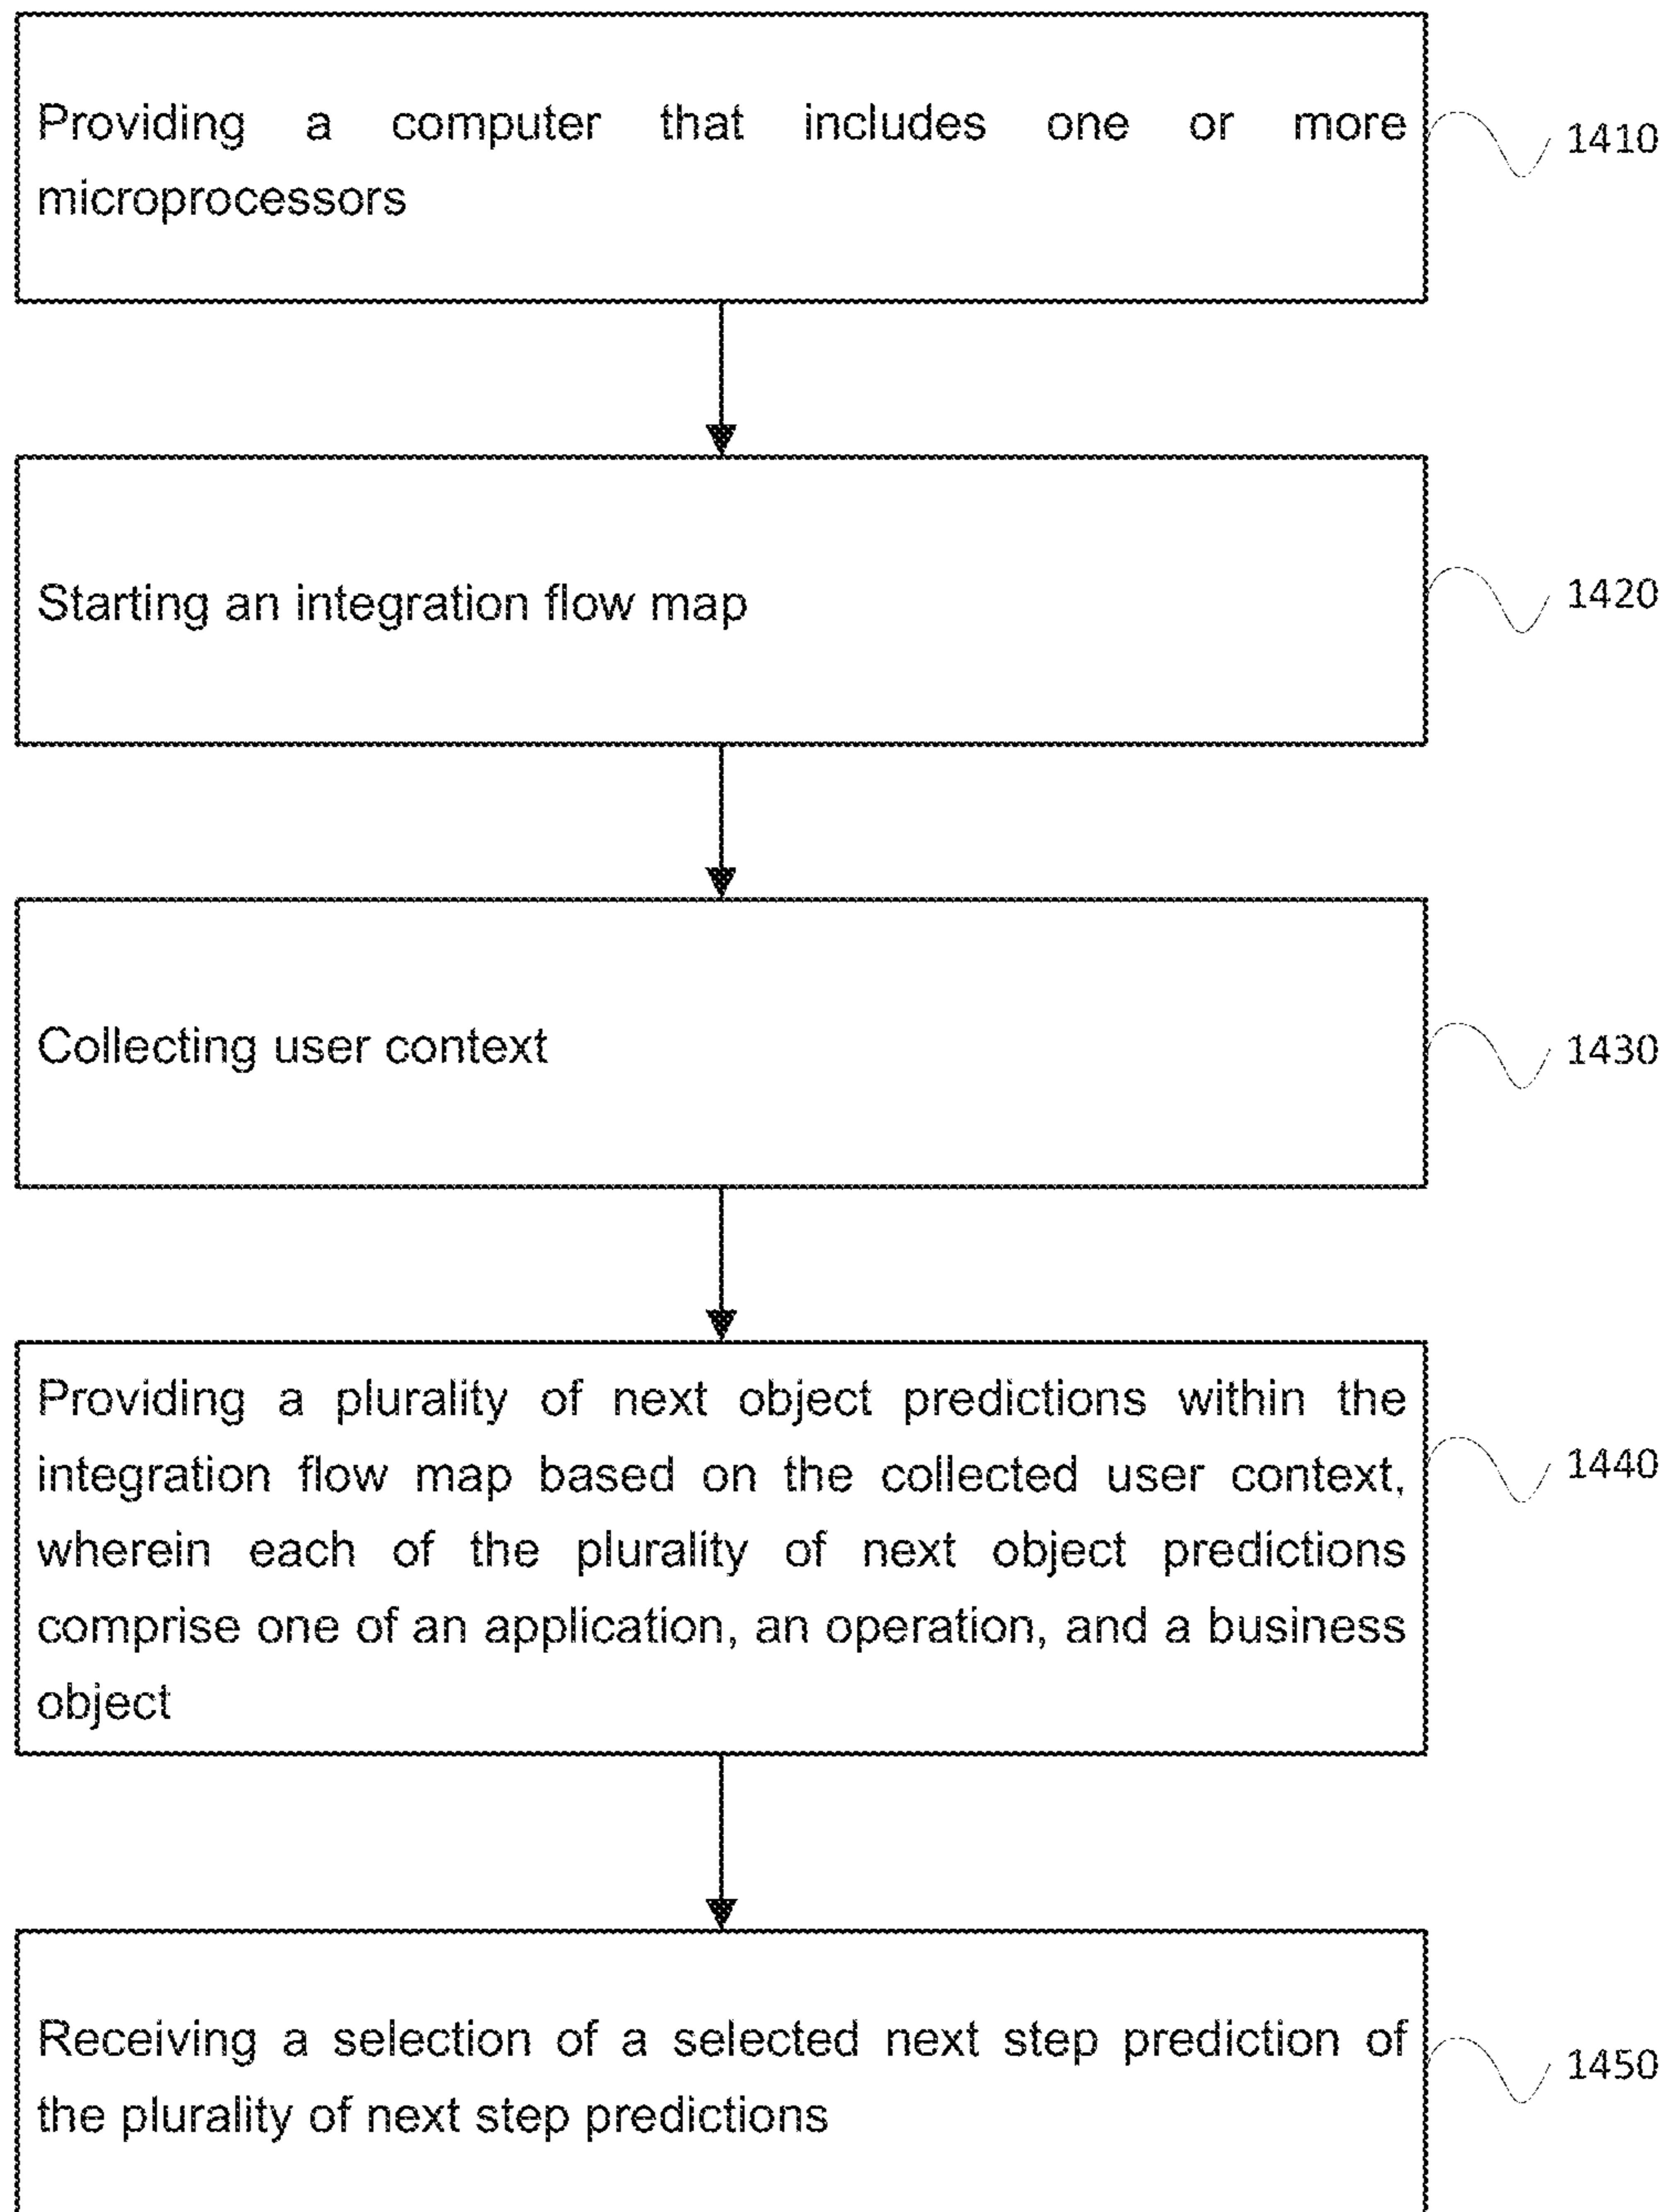 Providing a computer that includes one or more
microprocessors
1410
Starting an integration flow map
1420
Collecting user context
1430
Providing a plurality of next object predictions within the
integration flow map based on the collected user context,
wherein each of the plurality of next object predictions
comprise one of an application, an operation, and a business
object
1440
Receiving a selection of a selected next step prediction of
the plurality of next step predictions
1450